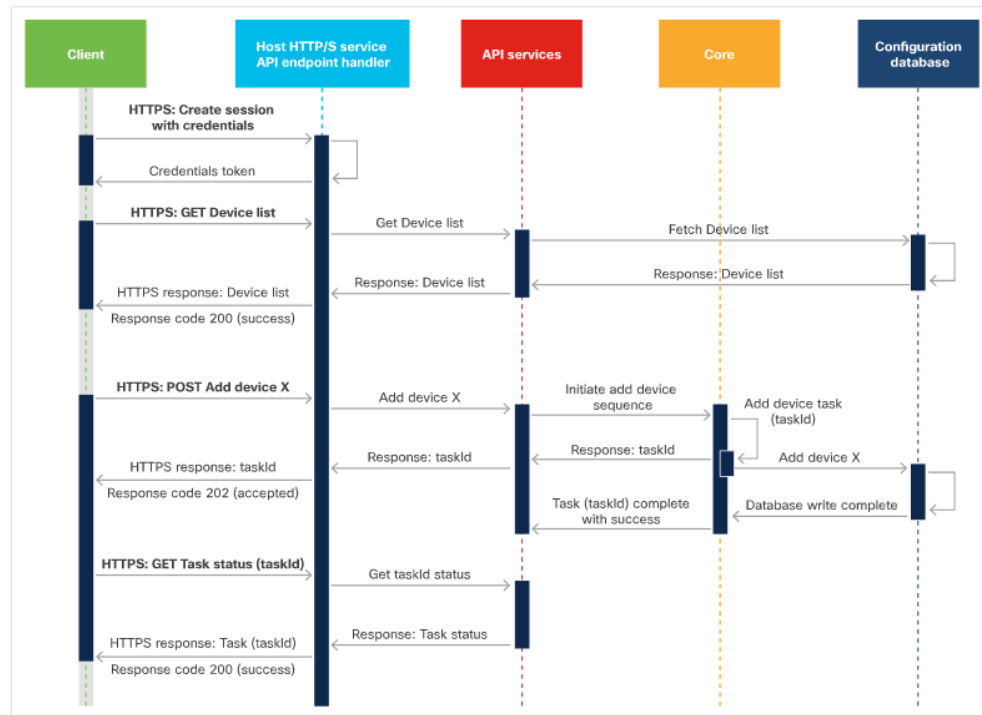 Client
Host HTTP/S service
API endpoint handler
API services
Core
Configuration
database
HTTPS: Create session
with credentials
Credentials token
HTTPS: GET Device list
Get Device list
Fetch Device list
Response: Device list
Response: Device list
HTTPS response: Device list
Response code 200 (success)
HTTPS: POST Add device X
Add device X
Initiate add device
sequence
Add device task
(taskId)
Response: taskId
Response: taskId
HTTPS response: taskId
Response code 202 (accepted)
Add device X
Task (taskId) complete
with success
Database write complete
HTTPS: GET Task status (taskId)
Get taskId status
Response: Task status
HTTPS response: Task (taskId)
Response code 200 (success)